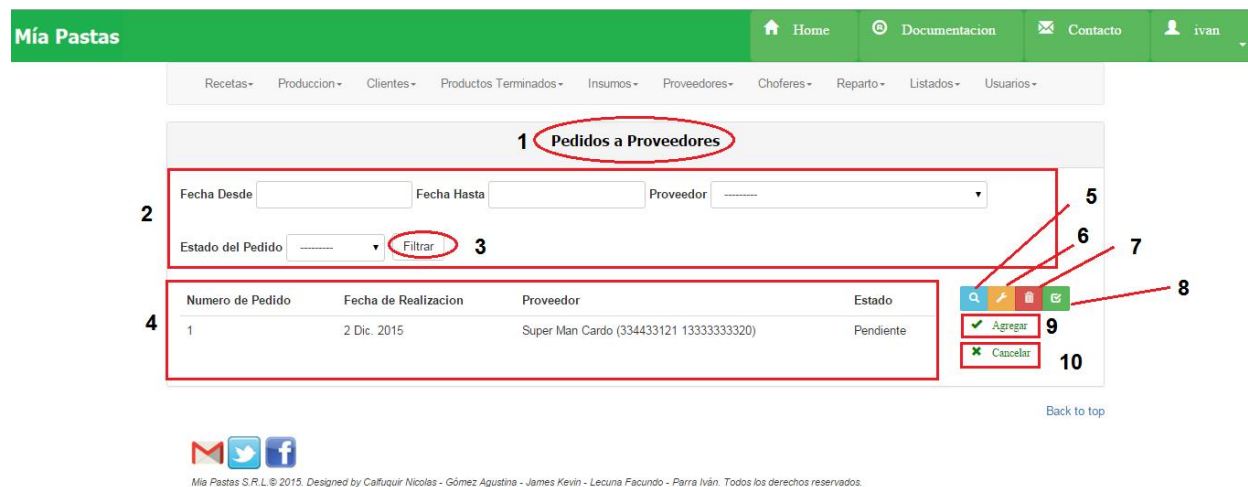 Mía Pastas Home Documentacion Contacto ivan
Recetas Produccion Clientes Productos Terminados Insumos Proveedores Choferes Reparto Listados Usuarios
1 Pedidos a Proveedores
Fecha Desde Fecha Hasta Proveedor ---------
5
2
Estado del Pedido --------- Filtrar 3
6
7
8
Numero de Pedido Fecha de Realizacion Proveedor Estado
4 1 2 Dic. 2015 Super Man Cardo (334433121 13333333320) Pendiente
Agregar 9
Cancelar 10
Back to top
Mía Pastas S.R.L.© 2015. Designed by Calfuquir Nicolas - Gómez Agustina - James Kevin - Lecuna Facundo - Parra Iván. Todos los derechos reservados.